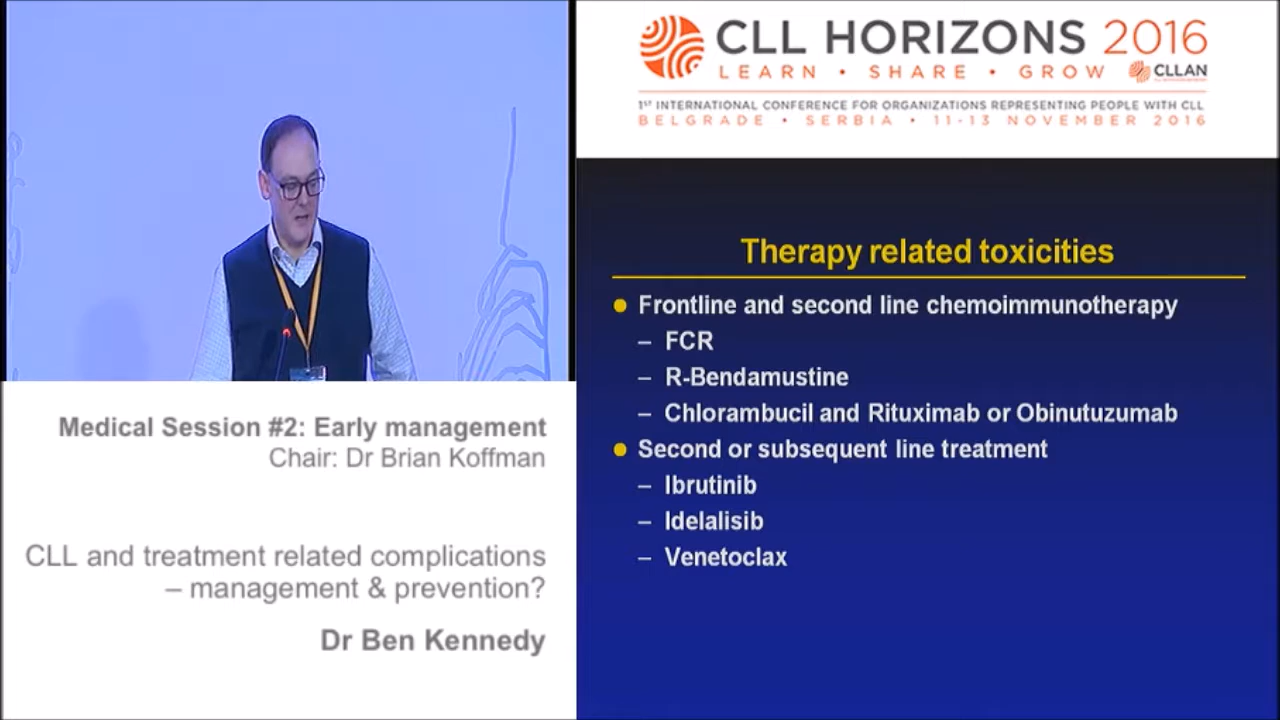 CLL HORIZONS 2016
LEARN • SHARE • GROW
CLLAN
1ST INTERNATIONAL CONFERENCE FOR ORGANIZATIONS REPRESENTING PEOPLE WITH CLL
BELGRADE • SERBIA • 11-13 NOVEMBER 2016
Therapy related toxicities
● Frontline and second line chemoimmunotherapy
– FCR
– R-Bendamustine
– Chlorambucil and Rituximab or Obinutuzumab
● Second or subsequent line treatment
– Ibrutinib
– Idelalisib
– Venetoclax
Medical Session #2: Early management
Chair: Dr Brian Koffman
CLL and treatment related complications
– management & prevention?
Dr Ben Kennedy